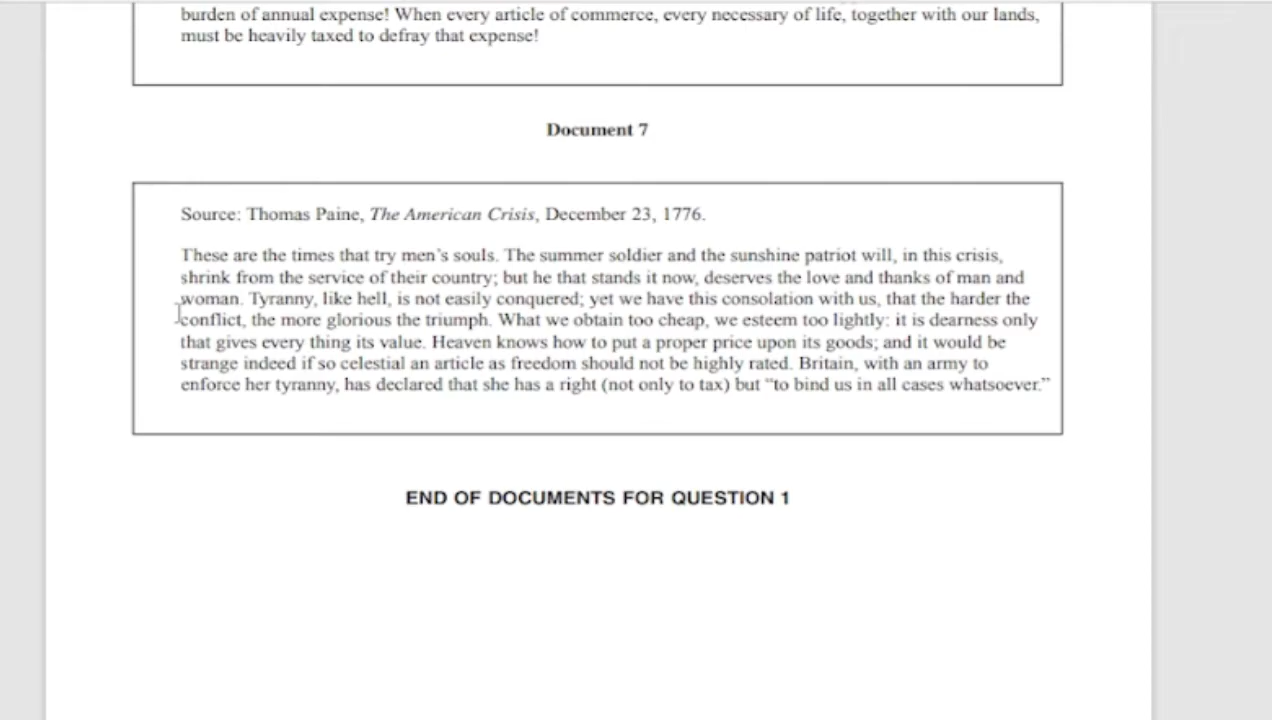 burden of annual expense! When every article of commerce, every necessary of life, together with our lands,
must be heavily taxed to defray that expense!
Document 7
Source: Thomas Paine, The American Crisis, December 23, 1776.
These are the times that try men's souls. The summer soldier and the sunshine patriot will, in this crisis,
shrink from the service of their country; but he that stands it now, deserves the love and thanks of man and
woman. Tyranny, like hell, is not easily conquered; yet we have this consolation with us, that the harder the
conflict, the more glorious the triumph. What we obtain too cheap, we esteem too lightly: it is dearness only
that gives every thing its value. Heaven knows how to put a proper price upon its goods; and it would be
strange indeed if so celestial an article as freedom should not be highly rated. Britain, with an army to
enforce her tyranny, has declared that she has a right (not only to tax) but “to bind us in all cases whatsoever.”
END OF DOCUMENTS FOR QUESTION 1